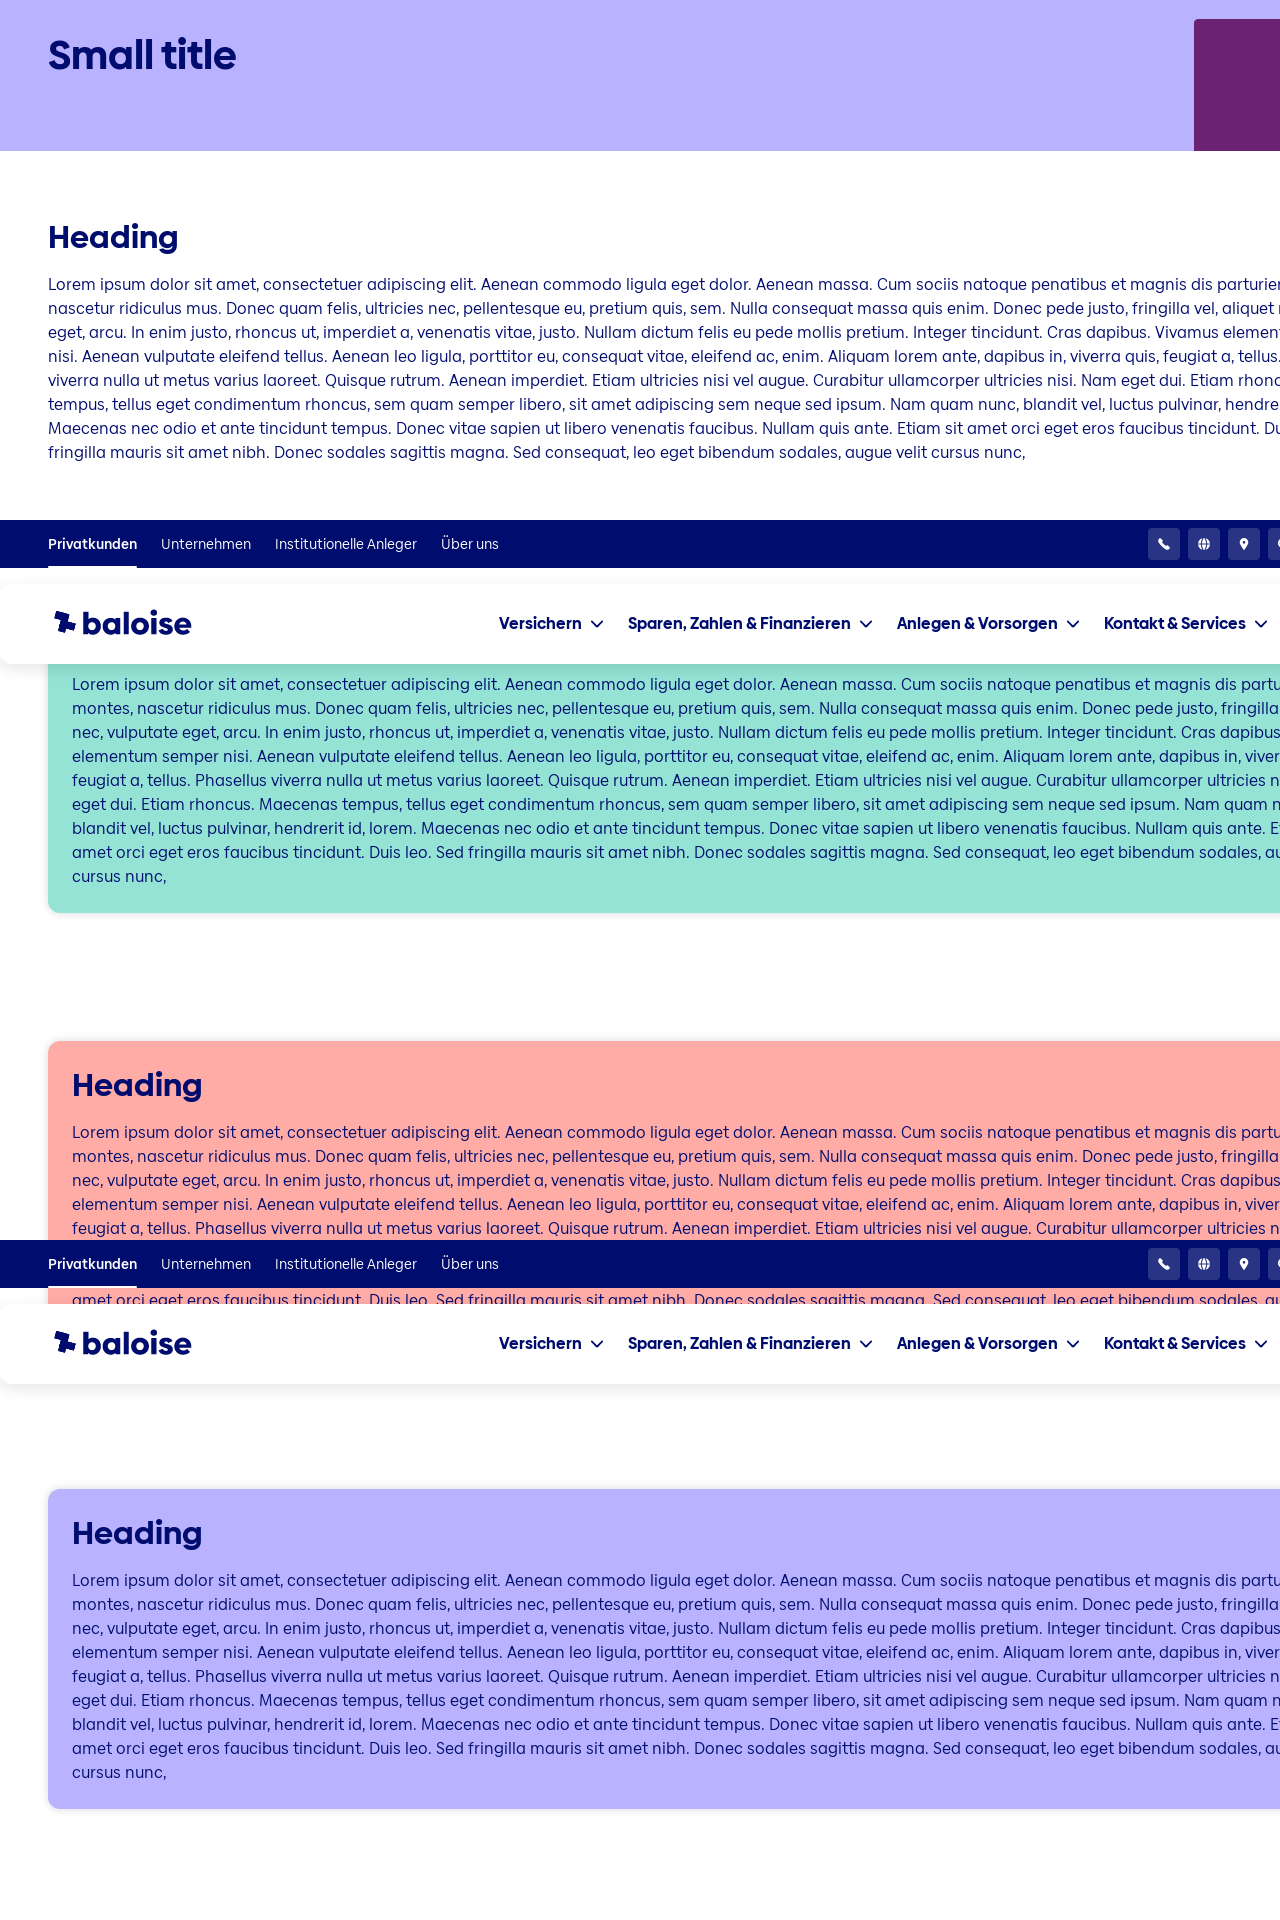 Small title
Heading
Lorem ipsum dolor sit amet, consectetuer adipiscing elit. Aenean commodo ligula eget dolor. Aenean massa. Cum sociis natoque penatibus et magnis dis
nascetur ridiculus mus. Donec quam felis, ultricies nec, pellentesque eu, pretium quis, sem. Nulla consequat massa quis enim. Donec pede justo, fringilla vel, aliquet
eget, arcu. In enim justo, rhoncus ut, imperdiet a, venenatis vitae, justo. Nullam dictum felis eu pede mollis pretium. Integer tincidunt. Cras dapibus. Vivamus
nisi. Aenean vulputate eleifend tellus. Aenean leo ligula, porttitor eu, consequat vitae, eleifend ac, enim. Aliquam lorem ante, dapibus in, viverra quis, feugiat a, tellus.
viverra nulla ut metus varius laoreet. Quisque rutrum. Aenean imperdiet. Etiam ultricies nisi vel augue. Curabitur ullamcorper ultricies nisi. Nam eget dui. Etiam
tempus, tellus eget condimentum rhoncus, sem quam semper libero, sit amet adipiscing sem neque sed ipsum. Nam quam nunc, blandit vel, luctus pulvinar,
Maecenas nec odio et ante tincidunt tempus. Donec vitae sapien ut libero venenatis faucibus. Nullam quis ante. Etiam sit amet orci eget eros faucibus tincidunt.
fringilla mauris sit amet nibh. Donec sodales sagittis magna. Sed consequat, leo eget bibendum sodales, augue velit cursus nunc,
Privatkunden Unternehmen Institutionelle Anleger Über uns
baloise Versichern Sparen, Zahlen & Finanzieren Anlegen & Vorsorgen Kontakt & Services
Lorem ipsum dolor sit amet, consectetuer adipiscing elit. Aenean commodo ligula eget dolor. Aenean massa. Cum sociis natoque penatibus et magnis dis
montes, nascetur ridiculus mus. Donec quam felis, ultricies nec, pellentesque eu, pretium quis, sem. Nulla consequat massa quis enim. Donec pede justo, fringilla
nec, vulputate eget, arcu. In enim justo, rhoncus ut, imperdiet a, venenatis vitae, justo. Nullam dictum felis eu pede mollis pretium. Integer tincidunt. Cras dapibus
elementum semper nisi. Aenean vulputate eleifend tellus. Aenean leo ligula, porttitor eu, consequat vitae, eleifend ac, enim. Aliquam lorem ante, dapibus in,
feugiat a, tellus. Phasellus viverra nulla ut metus varius laoreet. Quisque rutrum. Aenean imperdiet. Etiam ultricies nisi vel augue. Curabitur ullamcorper ultricies
eget dui. Etiam rhoncus. Maecenas tempus, tellus eget condimentum rhoncus, sem quam semper libero, sit amet adipiscing sem neque sed ipsum. Nam quam
blandit vel, luctus pulvinar, hendrerit id, lorem. Maecenas nec odio et ante tincidunt tempus. Donec vitae sapien ut libero venenatis faucibus. Nullam quis ante.
amet orci eget eros faucibus tincidunt. Duis leo. Sed fringilla mauris sit amet nibh. Donec sodales sagittis magna. Sed consequat, leo eget bibendum sodales,
cursus nunc,
Heading
Lorem ipsum dolor sit amet, consectetuer adipiscing elit. Aenean commodo ligula eget dolor. Aenean massa. Cum sociis natoque penatibus et magnis dis
montes, nascetur ridiculus mus. Donec quam felis, ultricies nec, pellentesque eu, pretium quis, sem. Nulla consequat massa quis enim. Donec pede justo, fringilla
nec, vulputate eget, arcu. In enim justo, rhoncus ut, imperdiet a, venenatis vitae, justo. Nullam dictum felis eu pede mollis pretium. Integer tincidunt. Cras dapibus
elementum semper nisi. Aenean vulputate eleifend tellus. Aenean leo ligula, porttitor eu, consequat vitae, eleifend ac, enim. Aliquam lorem ante, dapibus in,
feugiat a, tellus. Phasellus viverra nulla ut metus varius laoreet. Quisque rutrum. Aenean imperdiet. Etiam ultricies nisi vel augue. Curabitur ullamcorper ultricies
Privatkunden Unternehmen Institutionelle Anleger Über uns
amet orci eget eros faucibus tincidunt. Duis leo. Sed fringilla mauris sit amet nibh. Donec sodales sagittis magna. Sed consequat, leo eget bibendum sodales,
baloise Versichern Sparen, Zahlen & Finanzieren Anlegen & Vorsorgen Kontakt & Services
Heading
Lorem ipsum dolor sit amet, consectetuer adipiscing elit. Aenean commodo ligula eget dolor. Aenean massa. Cum sociis natoque penatibus et magnis dis
montes, nascetur ridiculus mus. Donec quam felis, ultricies nec, pellentesque eu, pretium quis, sem. Nulla consequat massa quis enim. Donec pede justo, fringilla
nec, vulputate eget, arcu. In enim justo, rhoncus ut, imperdiet a, venenatis vitae, justo. Nullam dictum felis eu pede mollis pretium. Integer tincidunt. Cras dapibus
elementum semper nisi. Aenean vulputate eleifend tellus. Aenean leo ligula, porttitor eu, consequat vitae, eleifend ac, enim. Aliquam lorem ante, dapibus in,
feugiat a, tellus. Phasellus viverra nulla ut metus varius laoreet. Quisque rutrum. Aenean imperdiet. Etiam ultricies nisi vel augue. Curabitur ullamcorper ultricies
eget dui. Etiam rhoncus. Maecenas tempus, tellus eget condimentum rhoncus, sem quam semper libero, sit amet adipiscing sem neque sed ipsum. Nam quam
blandit vel, luctus pulvinar, hendrerit id, lorem. Maecenas nec odio et ante tincidunt tempus. Donec vitae sapien ut libero venenatis faucibus. Nullam quis ante.
amet orci eget eros faucibus tincidunt. Duis leo. Sed fringilla mauris sit amet nibh. Donec sodales sagittis magna. Sed consequat, leo eget bibendum sodales,
cursus nunc,